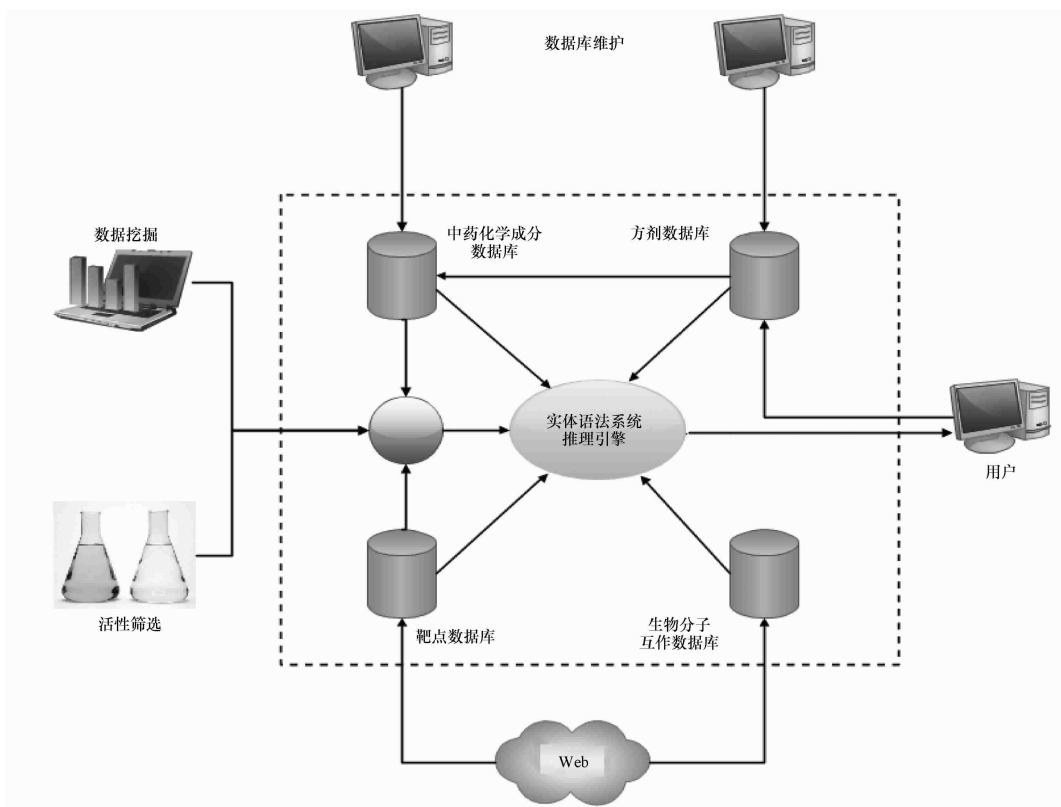 数据库维护
数据挖掘
中药化学成分
数据库
方剂数据库
实体语法系统
推理引擎
用户
活性筛选
靶点数据库
生物分子
互作数据库
Web